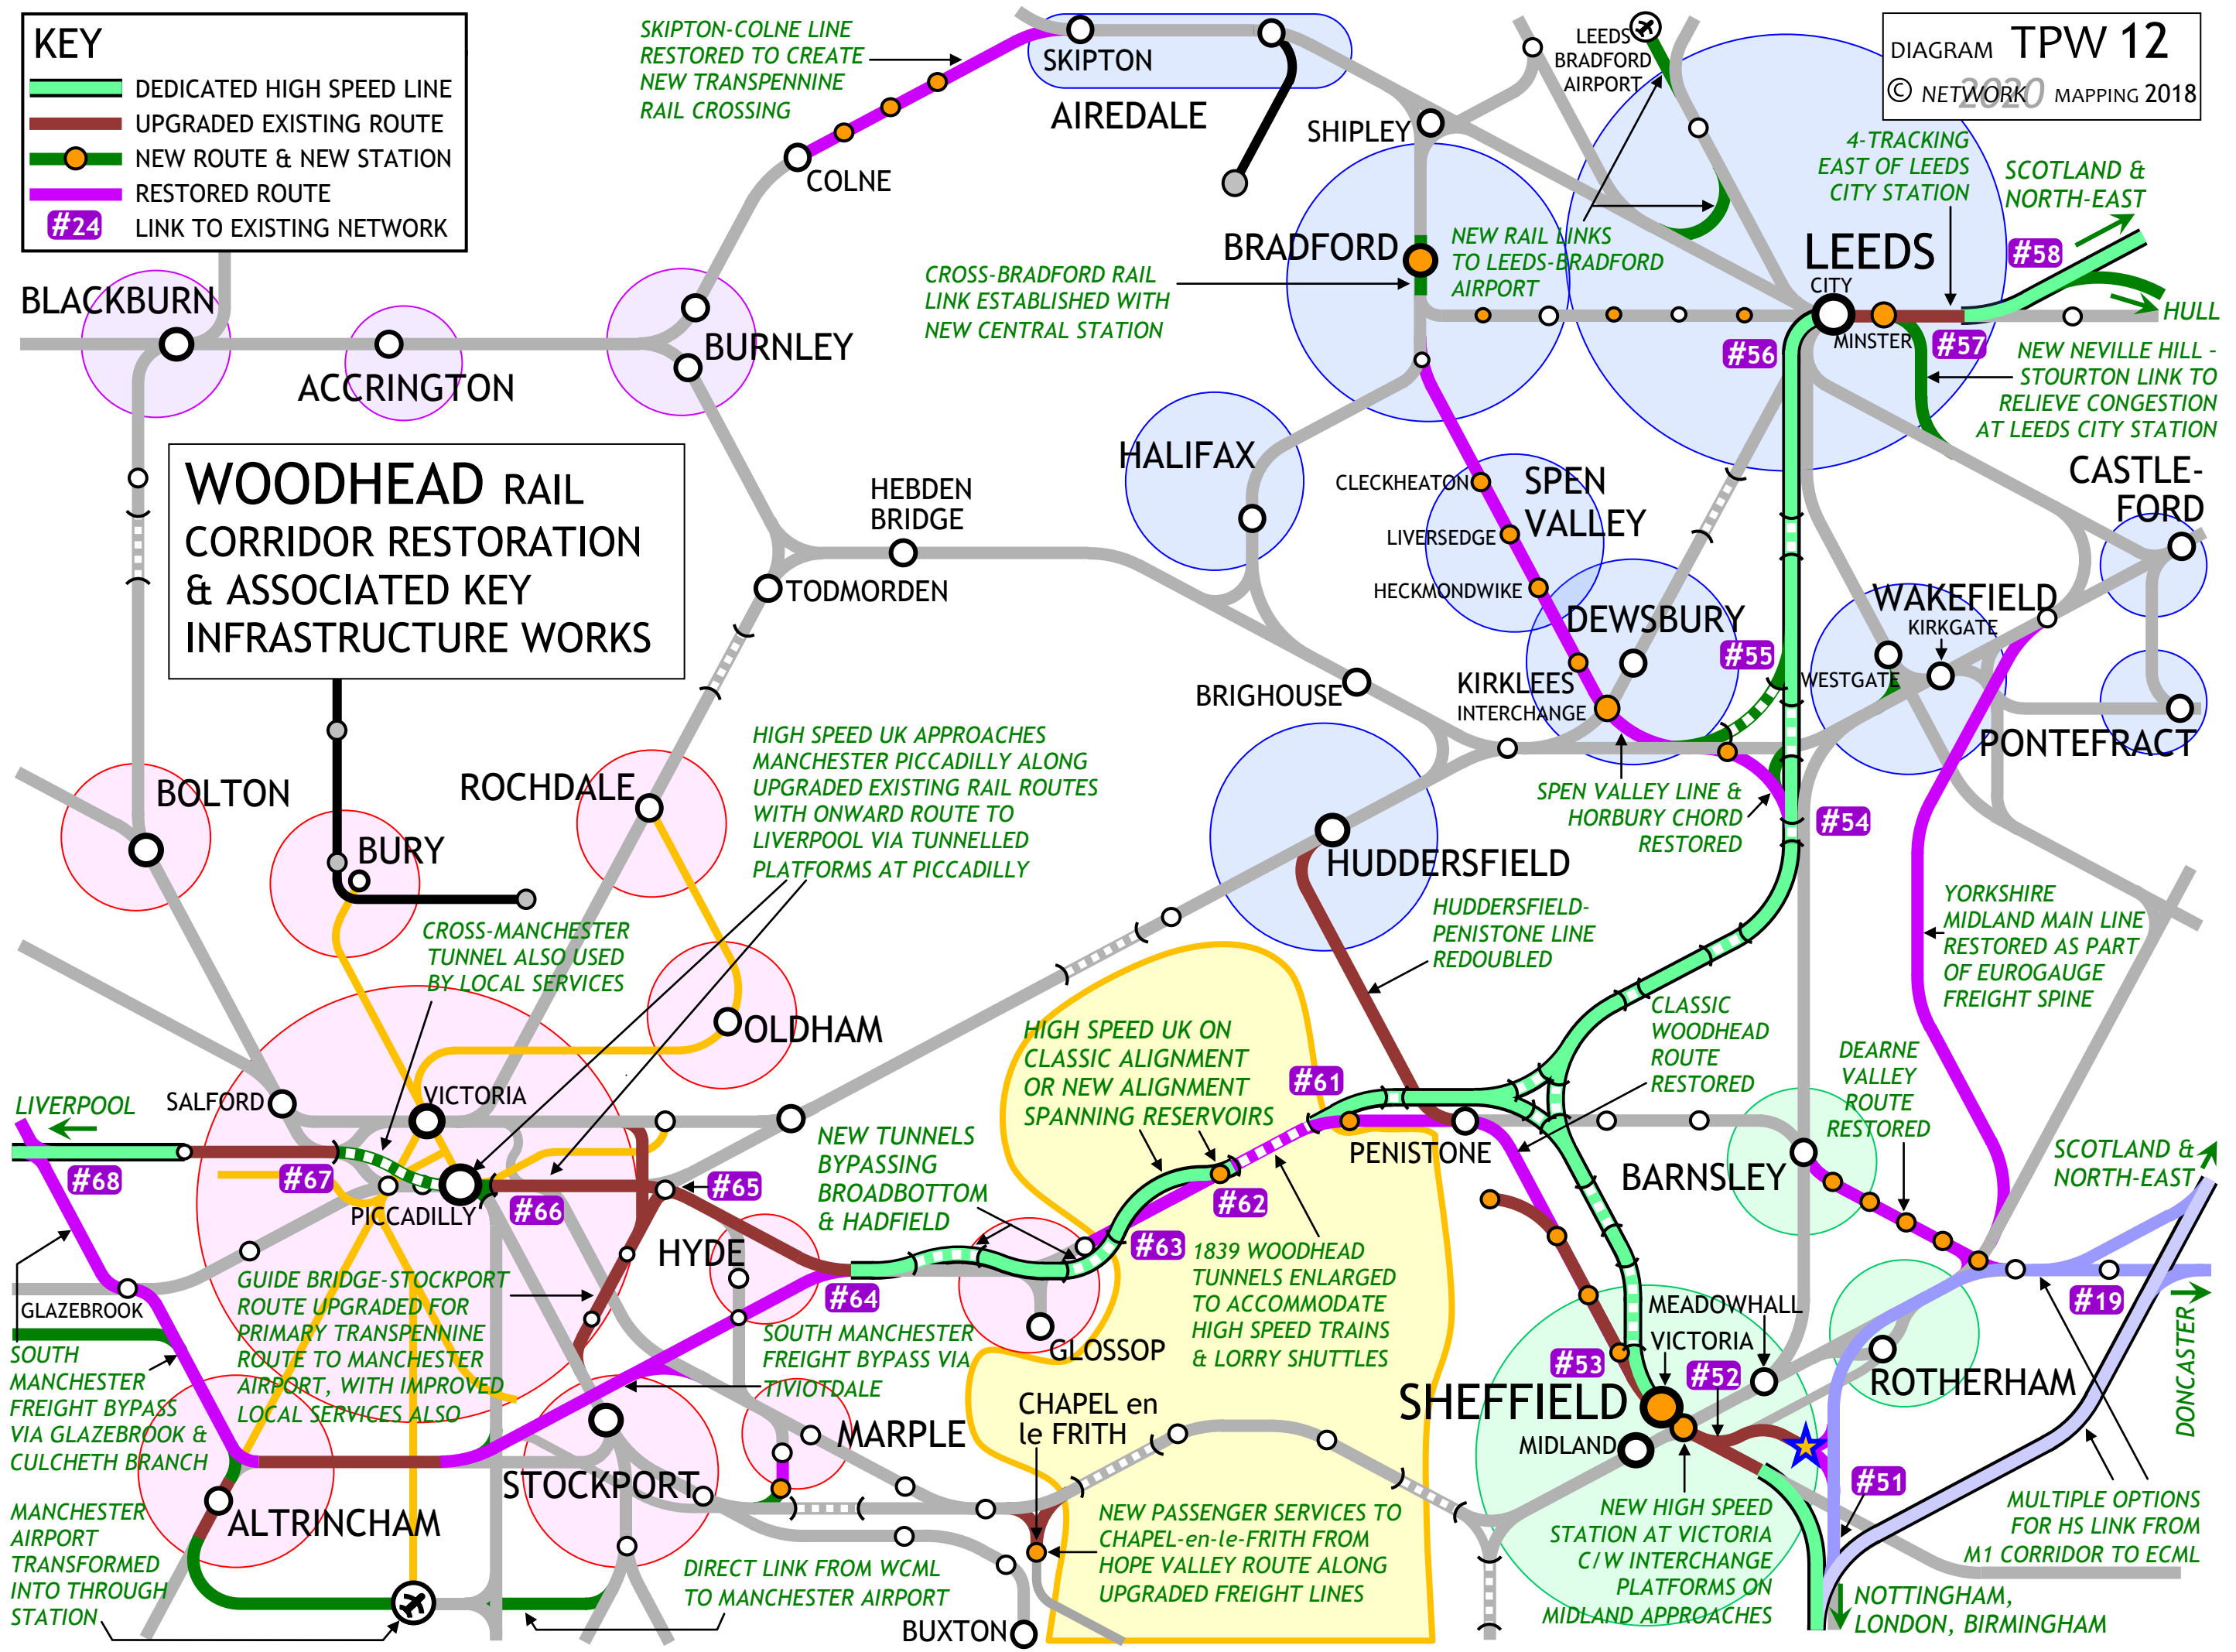 KEY
DEDICATED HIGH SPEED LINE
UPGRADED EXISTING ROUTE
NEW ROUTE & NEW STATION
RESTORED ROUTE
#24 LINK TO EXISTING NETWORK
SKIPTON-COLNE LINE
RESTORED TO CREATE
NEW TRANSPENNINE
RAIL CROSSING
SKIPTON
AIREDALE
COLNE
SHIPLEY
LEEDS
BRADFORD
AIRPORT
DIAGRAM TPW 12
© NETWORK 2020 MAPPING 2018
4-TRACKING
EAST OF LEEDS
CITY STATION
SCOTLAND &
NORTH-EAST
#58
HULL
BRADFORD
NEW RAIL LINKS
TO LEEDS-BRADFORD
AIRPORT
CROSS-BRADFORD RAIL
LINK ESTABLISHED WITH
NEW CENTRAL STATION
LEEDS
CITY
MINSTER
#56
#57
NEW NEVILLE HILL -
STOURTON LINK TO
RELIEVE CONGESTION
AT LEEDS CITY STATION
BLACKBURN
ACCRINGTON
BURNLEY
WOODHEAD RAIL
CORRIDOR RESTORATION
& ASSOCIATED KEY
INFRASTRUCTURE WORKS
HEBDEN
BRIDGE
TODMORDEN
HALIFAX
CLECKHEATON
LIVERSEDGE
HECKMONDWIKE
SPEN
VALLEY
DEWSBURY
#55
KIRKLEES
INTERCHANGE
BRIGHOUSE
CASTLE-
FORD
WAKEFIELD
KIRKGATE
WESTGATE
PONTEFRACT
SPEN VALLEY LINE &
HORBURY CHORD
RESTORED
#54
BOLTON
BURY
ROCHDALE
HIGH SPEED UK APPROACHES
MANCHESTER PICCADILLY ALONG
UPGRADED EXISTING RAIL ROUTES
WITH ONWARD ROUTE TO
LIVERPOOL VIA TUNNELLED
PLATFORMS AT PICCADILLY
HUDDERSFIELD
HUDDERSFIELD-
PENISTONE LINE
REDOUBLED
YORKSHIRE
MIDLAND MAIN LINE
RESTORED AS PART
OF EUROGAUGE
FREIGHT SPINE
CROSS-MANCHESTER
TUNNEL ALSO USED
BY LOCAL SERVICES
OLDHAM
HIGH SPEED UK ON
CLASSIC ALIGNMENT
OR NEW ALIGNMENT
SPANNING RESERVOIRS
#61
CLASSIC
WOODHEAD
ROUTE
RESTORED
DEARNE
VALLEY
ROUTE
RESTORED
LIVERPOOL
SALFORD
VICTORIA
#68
#67
PICCADILLY
#66
#65
NEW TUNNELS
BYPASSING
BROADBOTTOM
& HADFIELD
PENISTONE
BARNSLEY
SCOTLAND &
NORTH-EAST
#62
#63
HYDE
#64
GLOSSOP
1839 WOODHEAD
TUNNELS ENLARGED
TO ACCOMMODATE
HIGH SPEED TRAINS
& LORRY SHUTTLES
GLAZEBROOK
GUIDE BRIDGE-STOCKPORT
ROUTE UPGRADED FOR
PRIMARY TRANSPENNINE
ROUTE TO MANCHESTER
AIRPORT, WITH IMPROVED
LOCAL SERVICES ALSO
SOUTH MANCHESTER
FREIGHT BYPASS VIA
TIVIOTDALE
SOUTH
MANCHESTER
FREIGHT BYPASS
VIA GLAZEBROOK &
CULCHETH BRANCH
MEADOWHALL
VICTORIA
#53
#52
SHEFFIELD
MIDLAND
ROTHERHAM
#19
DONCASTER
#51
MARPLE
CHAPEL en
le FRITH
STOCKPORT
ALTRINCHAM
MANCHESTER
AIRPORT
TRANSFORMED
INTO THROUGH
STATION
DIRECT LINK FROM WCML
TO MANCHESTER AIRPORT
BUXTON
NEW PASSENGER SERVICES TO
CHAPEL-en-le-FRITH FROM
HOPE VALLEY ROUTE ALONG
UPGRADED FREIGHT LINES
NEW HIGH SPEED
STATION AT VICTORIA
C/W INTERCHANGE
PLATFORMS ON
MIDLAND APPROACHES
MULTIPLE OPTIONS
FOR HS LINK FROM
M1 CORRIDOR TO ECML
NOTTINGHAM,
LONDON, BIRMINGHAM